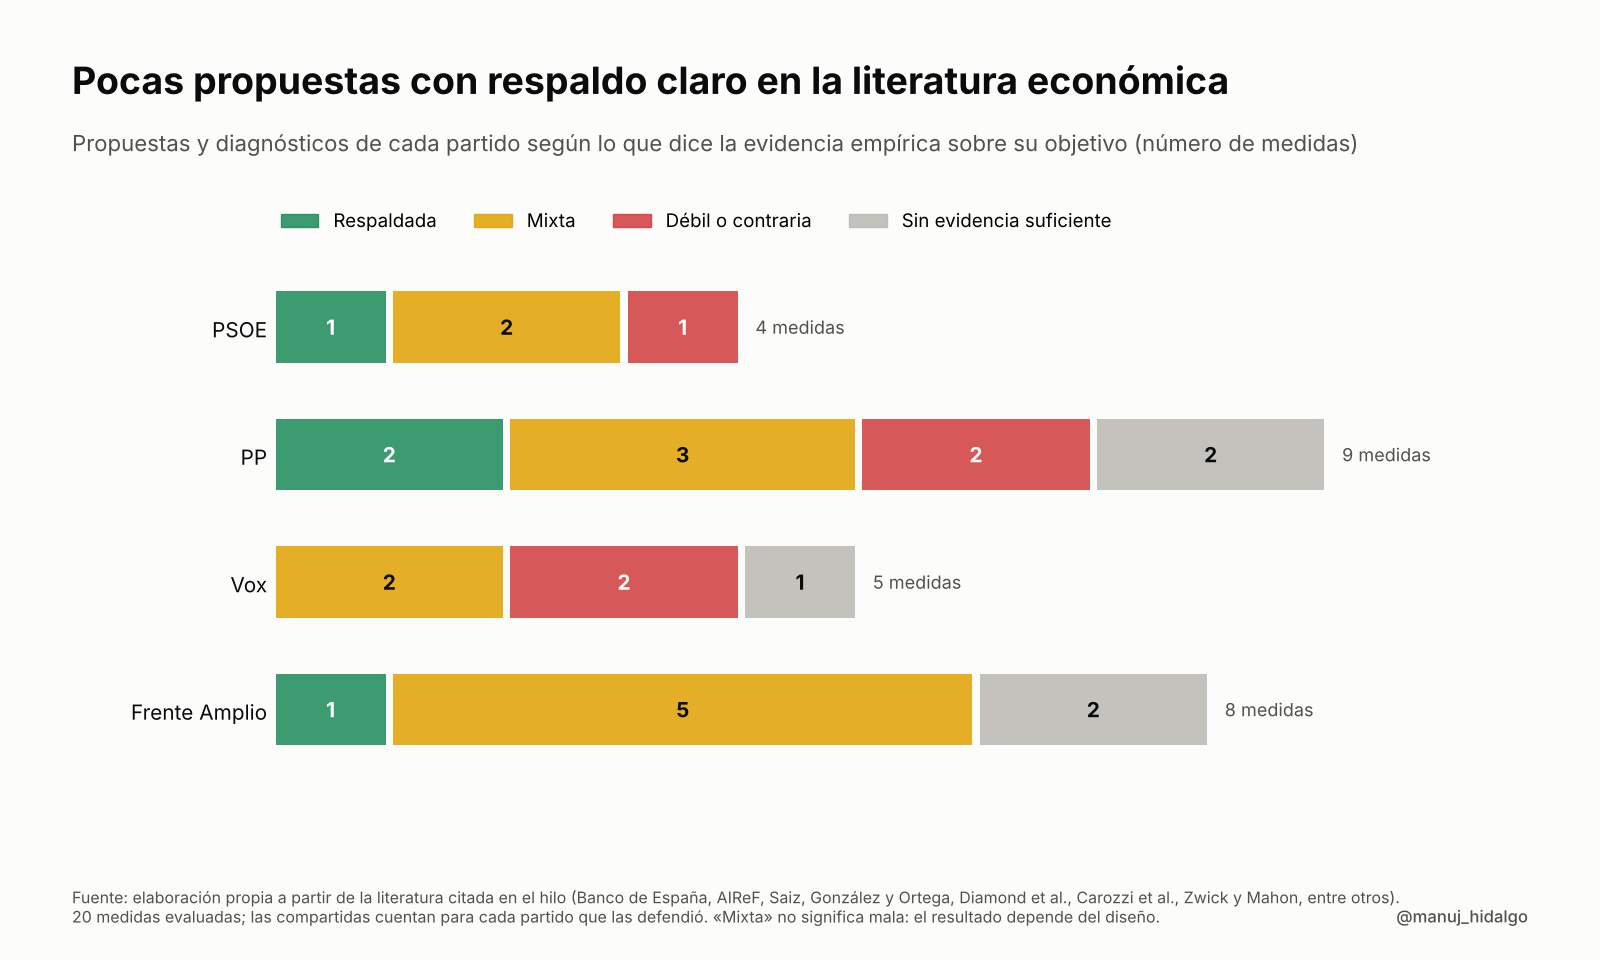 Pocas propuestas con respaldo claro en la literatura económica
Propuestas y diagnósticos de cada partido según lo que dice la evidencia empírica sobre su objetivo (número de medidas)
Respaldada Mixta Débil o contraria Sin evidencia suficiente
PSOE 1 2 1 4 medidas
PP 2 3 2 2 9 medidas
Vox 2 2 1 5 medidas
Frente Amplio 1 5 2 8 medidas
Fuente: elaboración propia a partir de la literatura citada en el hilo (Banco de España, AIReF, Saiz, González y Ortega, Diamond et al., Carozzi et al., Zwick y Mahon, entre otros).
20 medidas evaluadas; las compartidas cuentan para cada partido que las defendió. «Mixta» no significa mala: el resultado depende del diseño.
@manuj_hidalgo